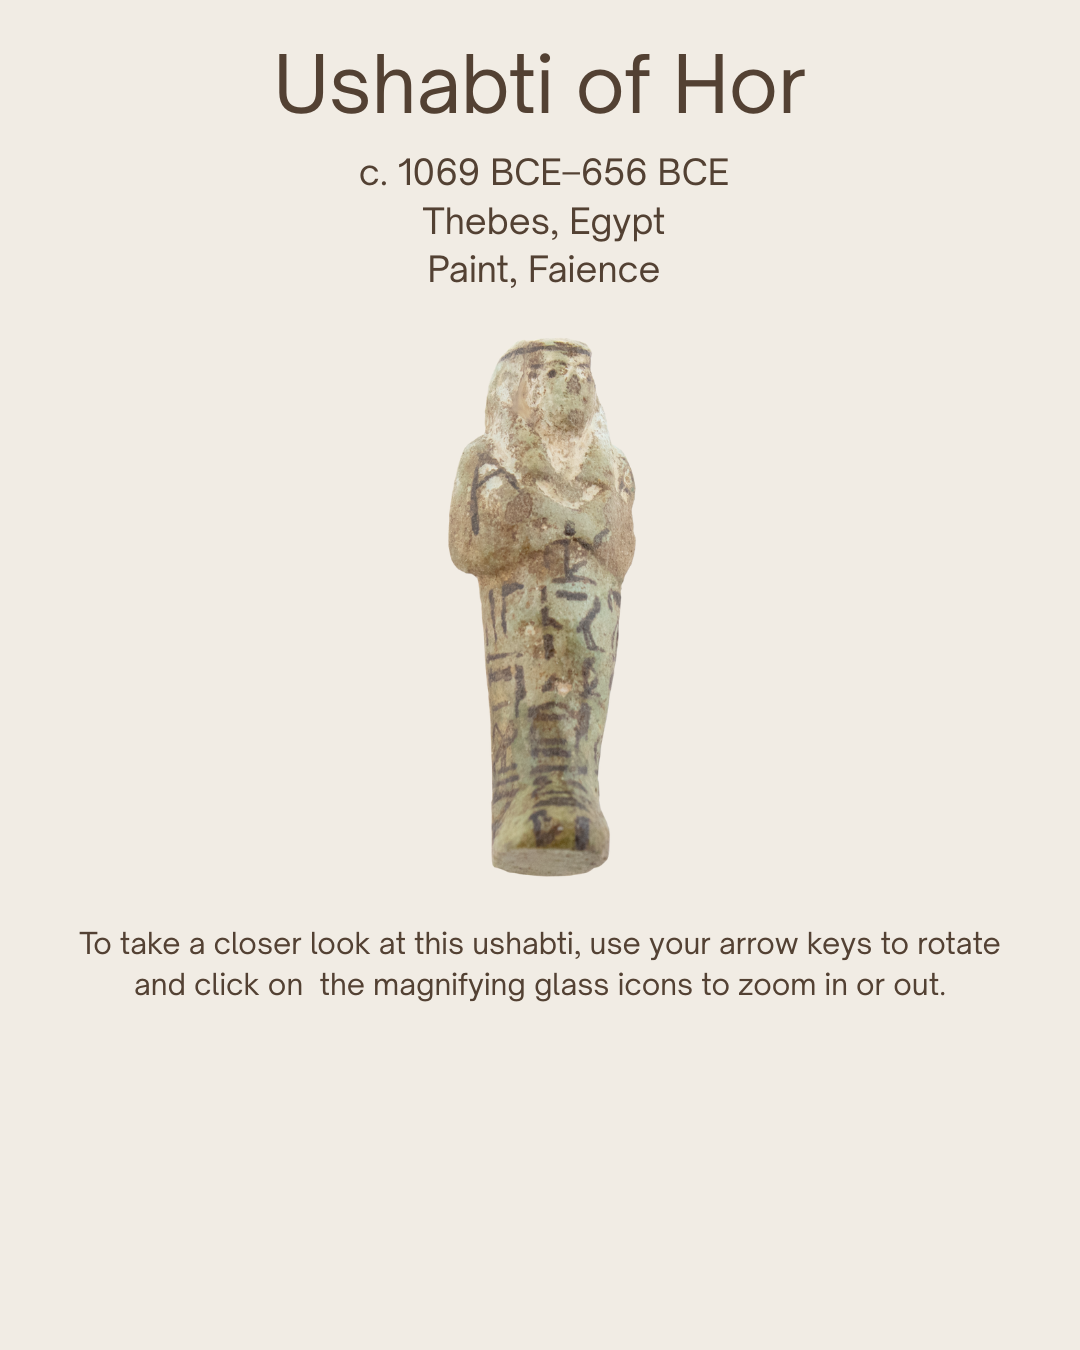 Ushabti of Hor
c. 1069 BCE–656 BCE
Thebes, Egypt
Paint, Faience
To take a closer look at this ushabti, use your arrow keys to rotate
and click on  the magnifying glass icons to zoom in or out.